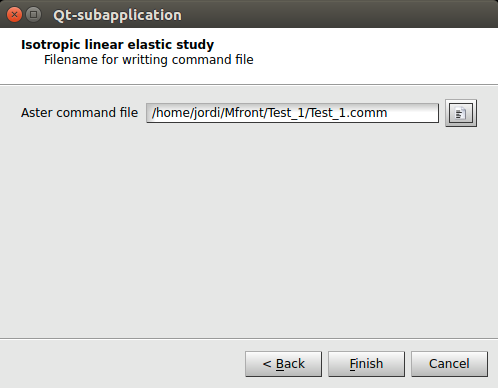 Qt-subapplication
Isotropic linear elastic study
Filename for writting command file
Aster command file /home/jordi/Mfront/Test_1/Test_1.comm
< Back Finish Cancel